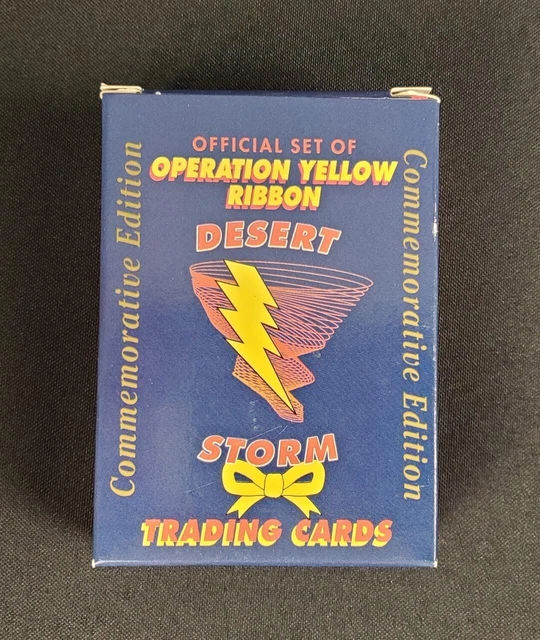 OFFICIAL SET OF
OPERATION YELLOW
RIBBON
DESERT
STORM
TRADING CARDS
Commemorative Edition
Commemorative Edition